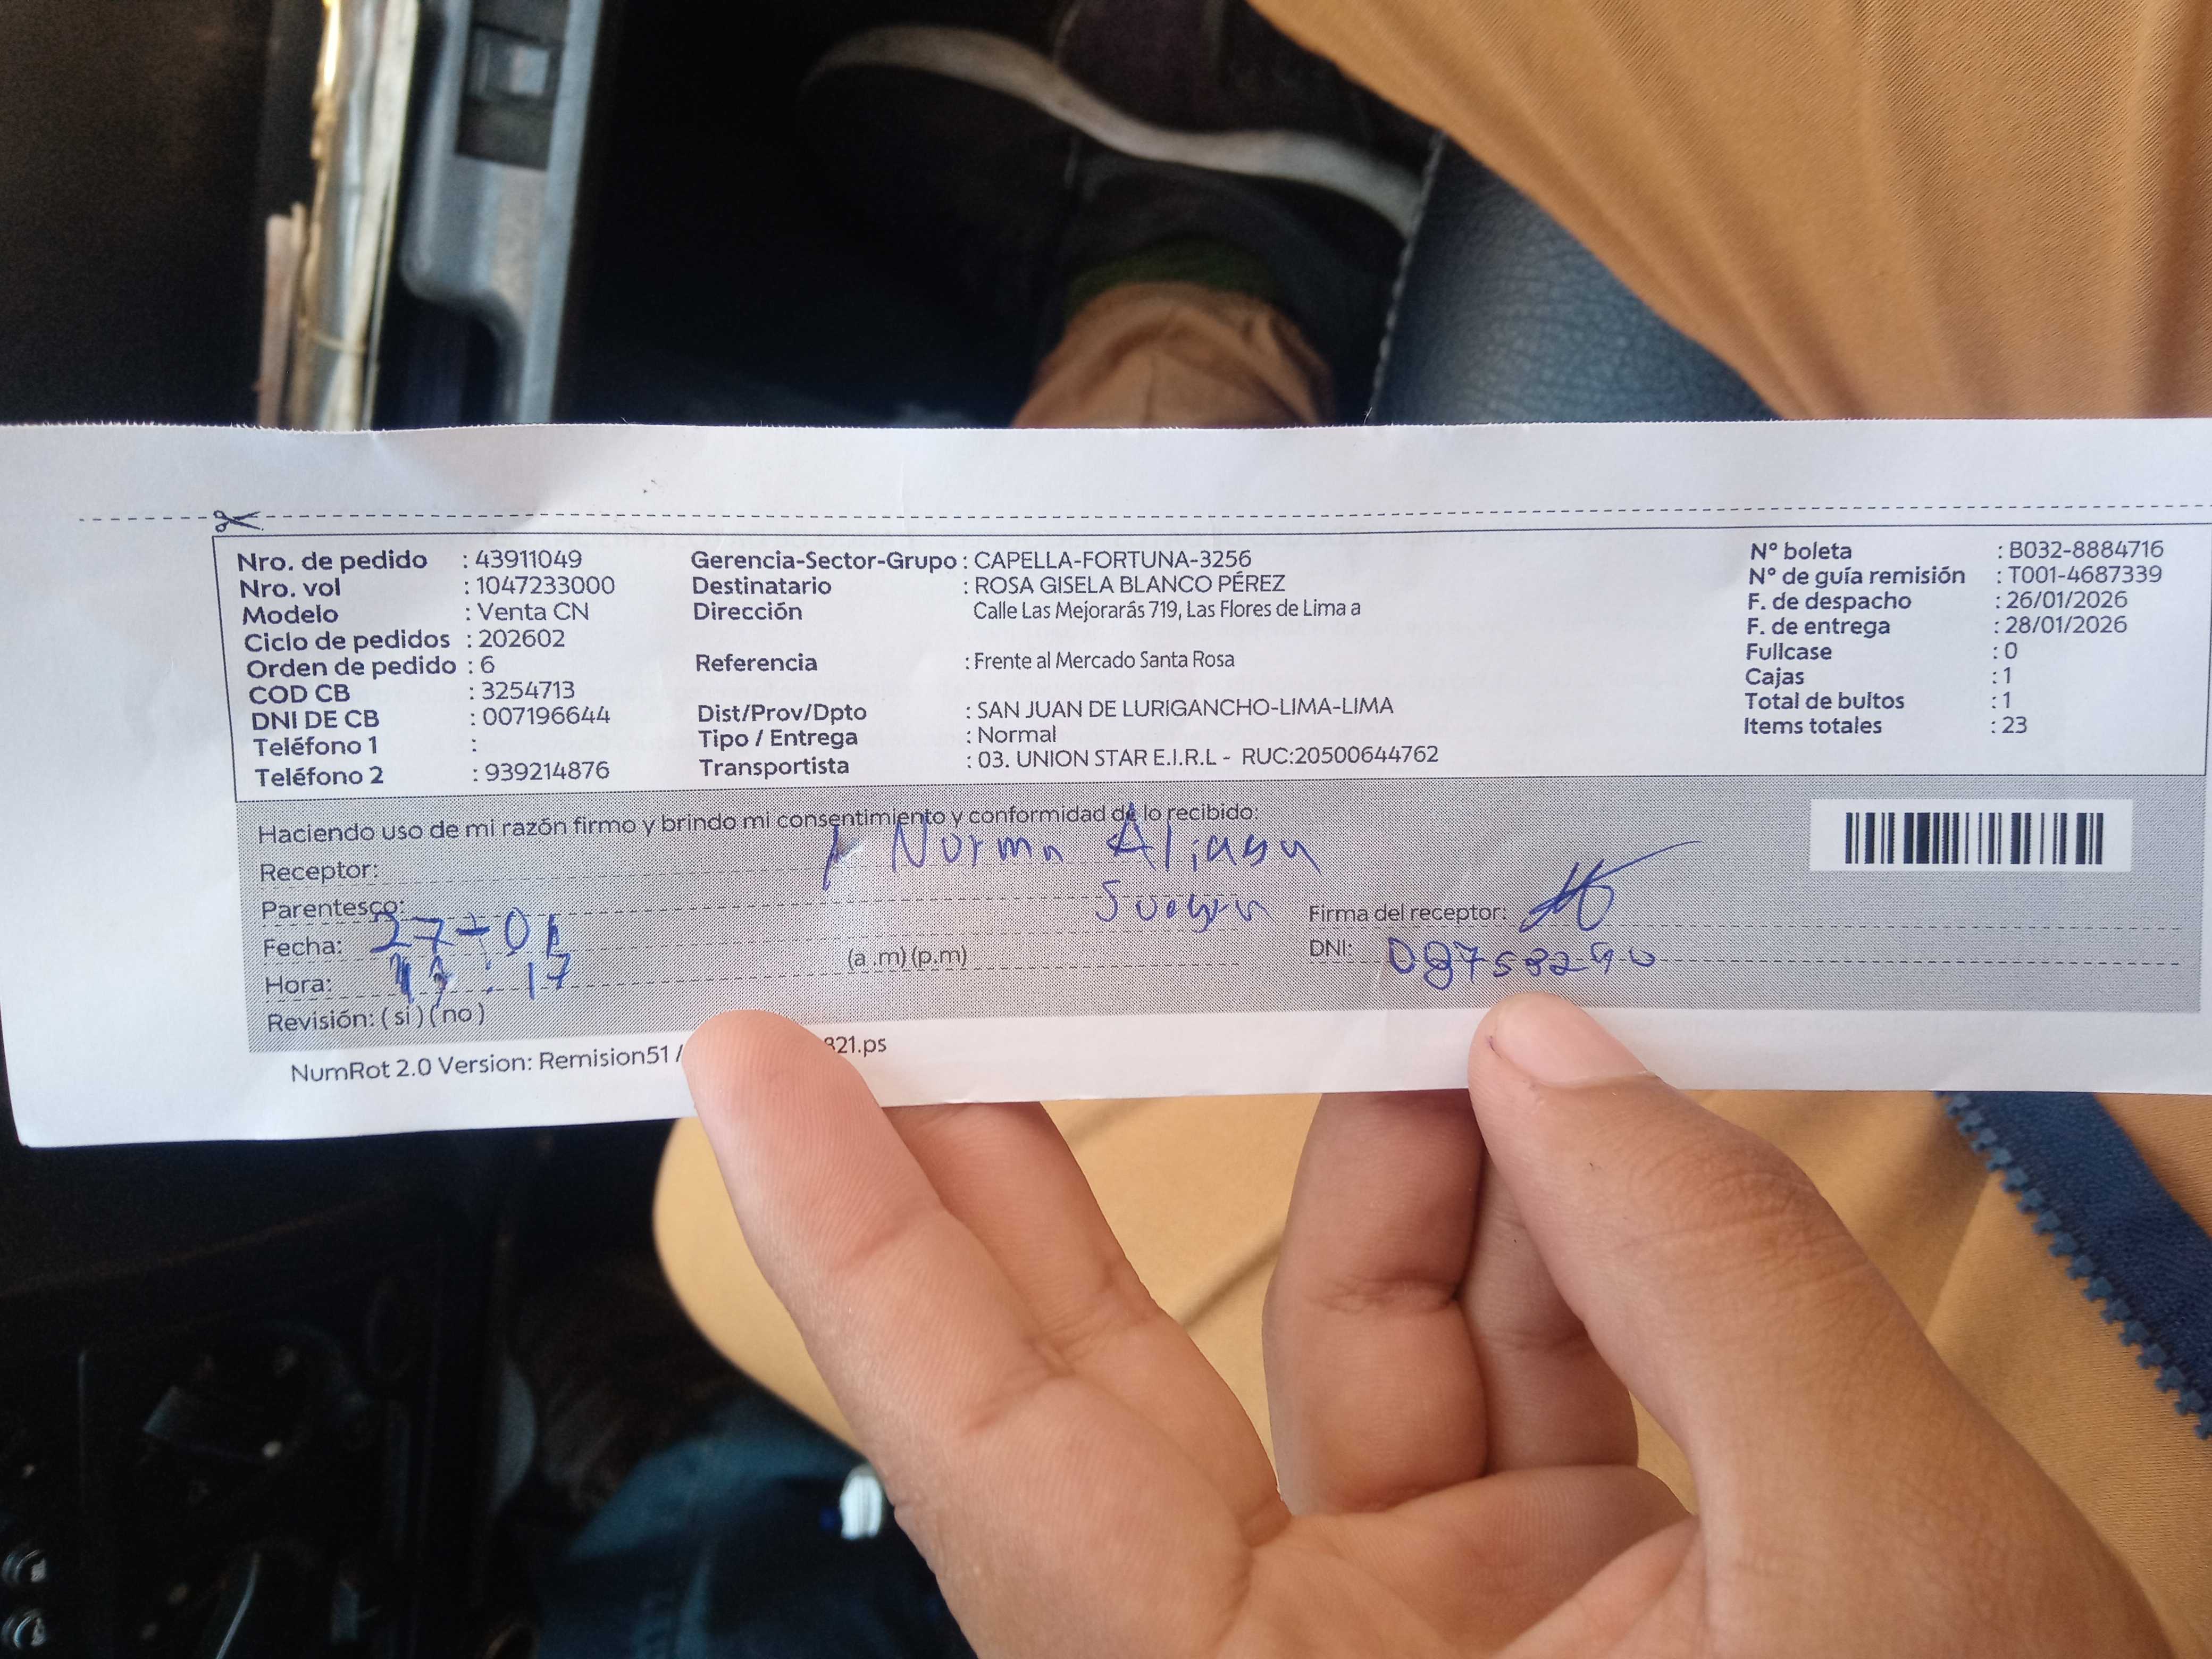 Nro. de pedido : 43911049
Nro. vol : 1047233000
Modelo : Venta CN
Ciclo de pedidos : 202602
Orden de pedido : 6
COD CB : 3254713
DNI DE CB : 007196644
Teléfono 1 :
Teléfono 2 : 939214876
Gerencia-Sector-Grupo : CAPELLA-FORTUNA-3256
Destinatario : ROSA GISELA BLANCO PÉREZ
Dirección Calle Las Mejorarás 719, Las Flores de Lima a
Referencia : Frente al Mercado Santa Rosa
Dist/Prov/Dpto : SAN JUAN DE LURIGANCHO-LIMA-LIMA
Tipo / Entrega : Normal
Transportista : 03. UNION STAR E.I.R.L - RUC:20500644762
Nº boleta : B032-8884716
Nº de guía remisión : T001-4687339
F. de despacho : 26/01/2026
F. de entrega : 28/01/2026
Fullcase : 0
Cajas : 1
Total de bultos : 1
Items totales : 23
Haciendo uso de mi razón firmo y brindo mi consentimiento y conformidad de lo recibido:
Receptor: Norma Aliaga
Parentesco: Suegra
Firma del receptor:
Fecha: 27-01
DNI:
Hora: : 17 (a .m) (p.m)
Revisión: ( si ) ( no )
NumRot 2.0 Version: Remision51 / 321.ps